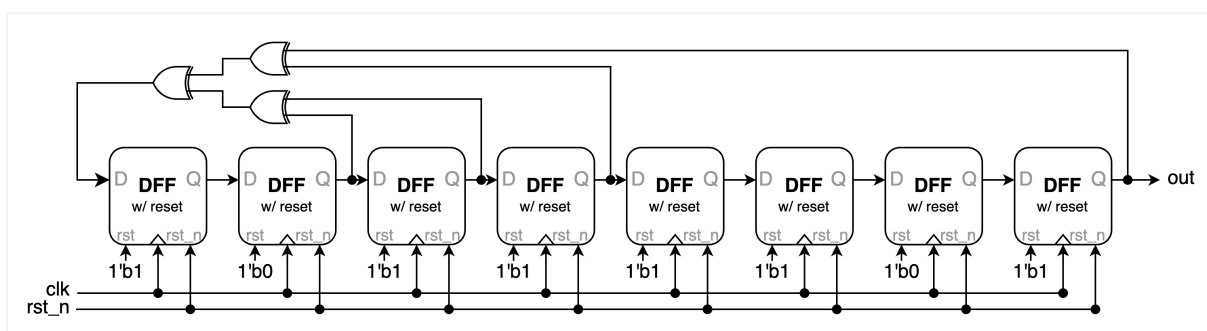 D DFF Q D DFF Q D DFF Q D DFF Q D DFF Q D DFF Q D DFF Q D DFF Q out
w/ reset w/ reset w/ reset w/ reset w/ reset w/ reset w/ reset w/ reset
rst rst_n rst rst_n rst rst_n rst rst_n rst rst_n rst rst_n rst rst_n rst rst_n
1'b1 1'b0 1'b1 1'b1 1'b1 1'b1 1'b0 1'b1
clk
rst_n